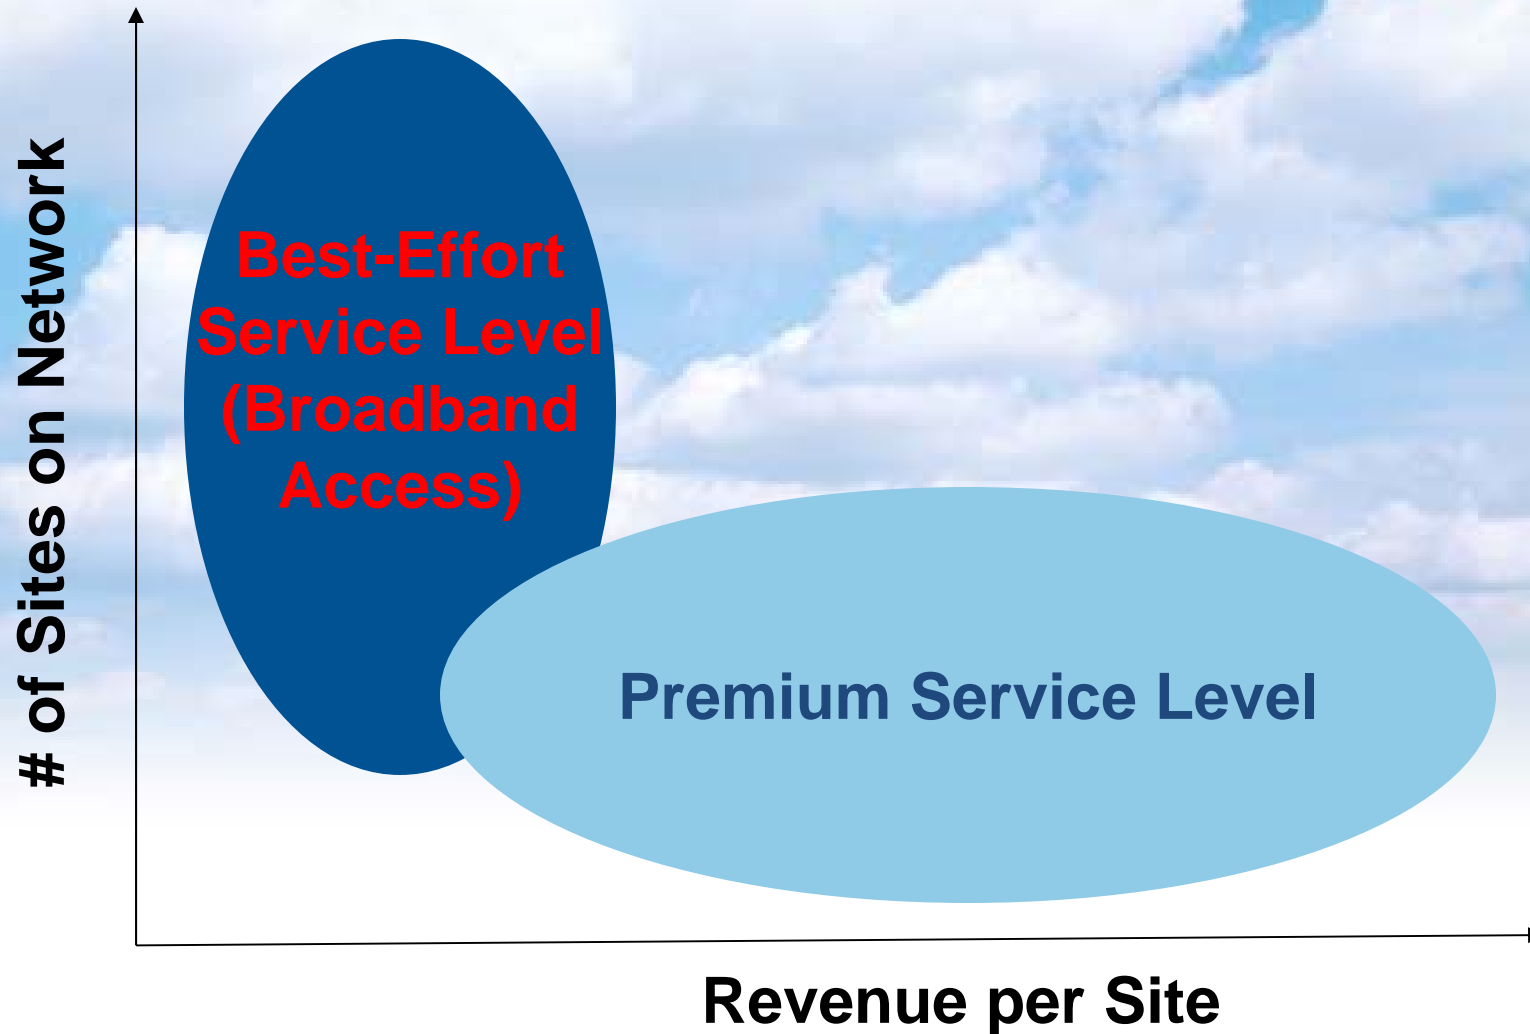 # of Sites on Network
Best-Effort
Service Level
(Broadband
Access)
Premium Service Level
Revenue per Site